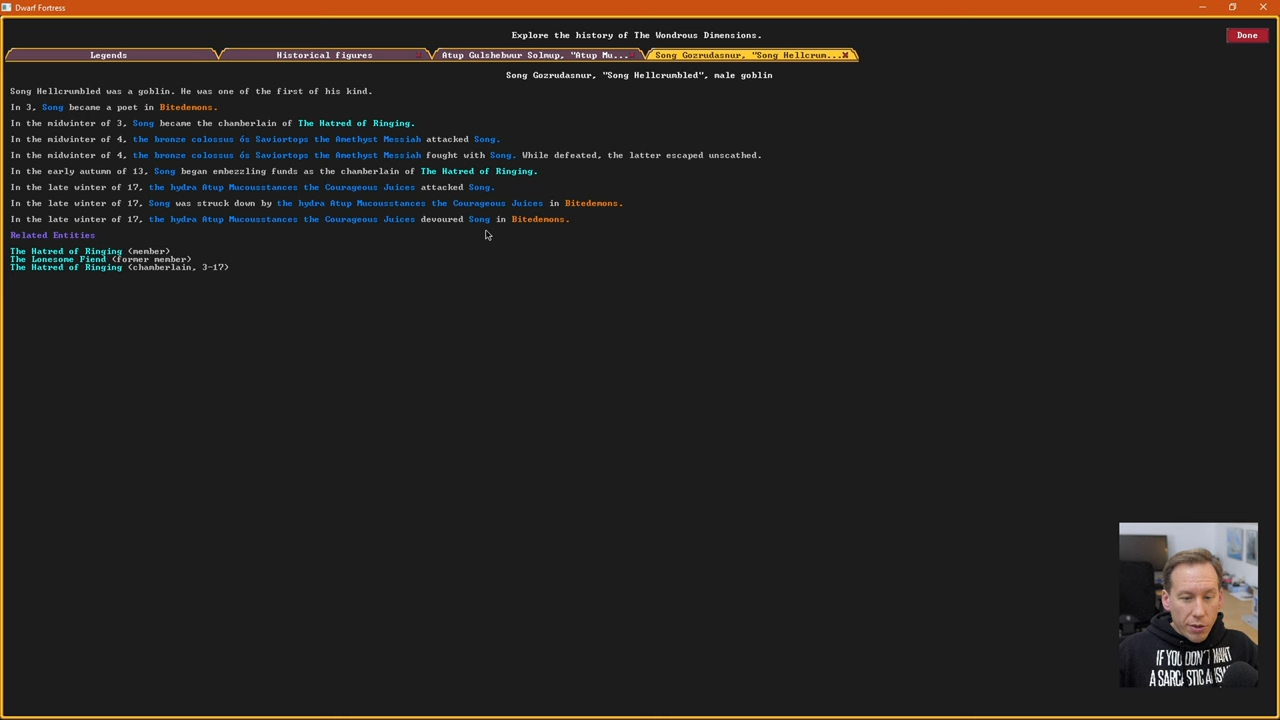 Dwarf Fortress
Explore the history of The Wondrous Dimensions.
Done
Legends
Historical figures
Atup Gulshebwur Solmup, "Atup Mu...
Song Gozrudasnur, "Song Hellcrum...
Song Gozrudasnur, "Song Hellcrumbled", male goblin
Song Hellcrumbled was a goblin. He was one of the first of his kind.
In 3, Song became a poet in Bitedemons.
In the midwinter of 3, Song became the chamberlain of The Hatred of Ringing.
In the midwinter of 4, the bronze colossus ós Saviortops the Amethyst Messiah attacked Song.
In the midwinter of 4, the bronze colossus ós Saviortops the Amethyst Messiah fought with Song. While defeated, the latter escaped unscathed.
In the early autumn of 13, Song began embezzling funds as the chamberlain of The Hatred of Ringing.
In the late winter of 17, the hydra Atup Mucousstances the Courageous Juices attacked Song.
In the late winter of 17, Song was struck down by the hydra Atup Mucousstances the Courageous Juices in Bitedemons.
In the late winter of 17, the hydra Atup Mucousstances the Courageous Juices devoured Song in Bitedemons.
Related Entities
The Hatred of Ringing (member)
The Lonesome Fiend (former member)
The Hatred of Ringing (chamberlain, 3-17)
IF YOU DON'T WANT
A SARCASTIC